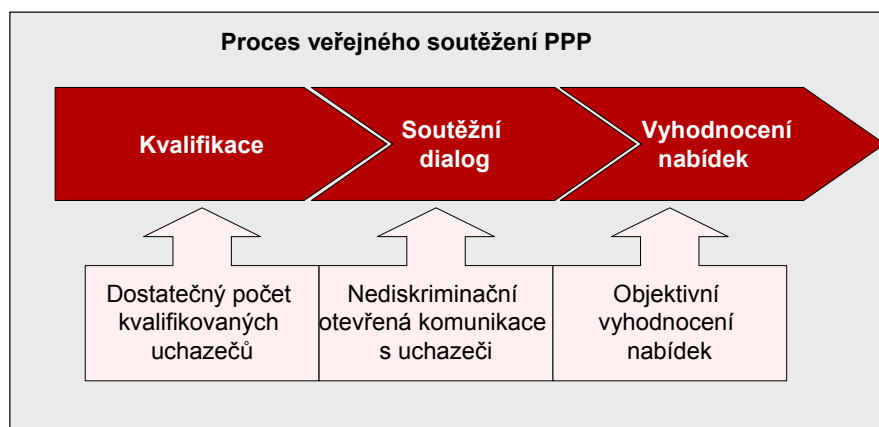 Proces veřejného soutěžení PPP
Kvalifikace
Soutěžní
dialog
Vyhodnocení
nabídek
Dostatečný počet
kvalifikovaných
uchazečů
Nediskriminační
otevřená komunikace
s uchazeči
Objektivní
vyhodnocení
nabídek